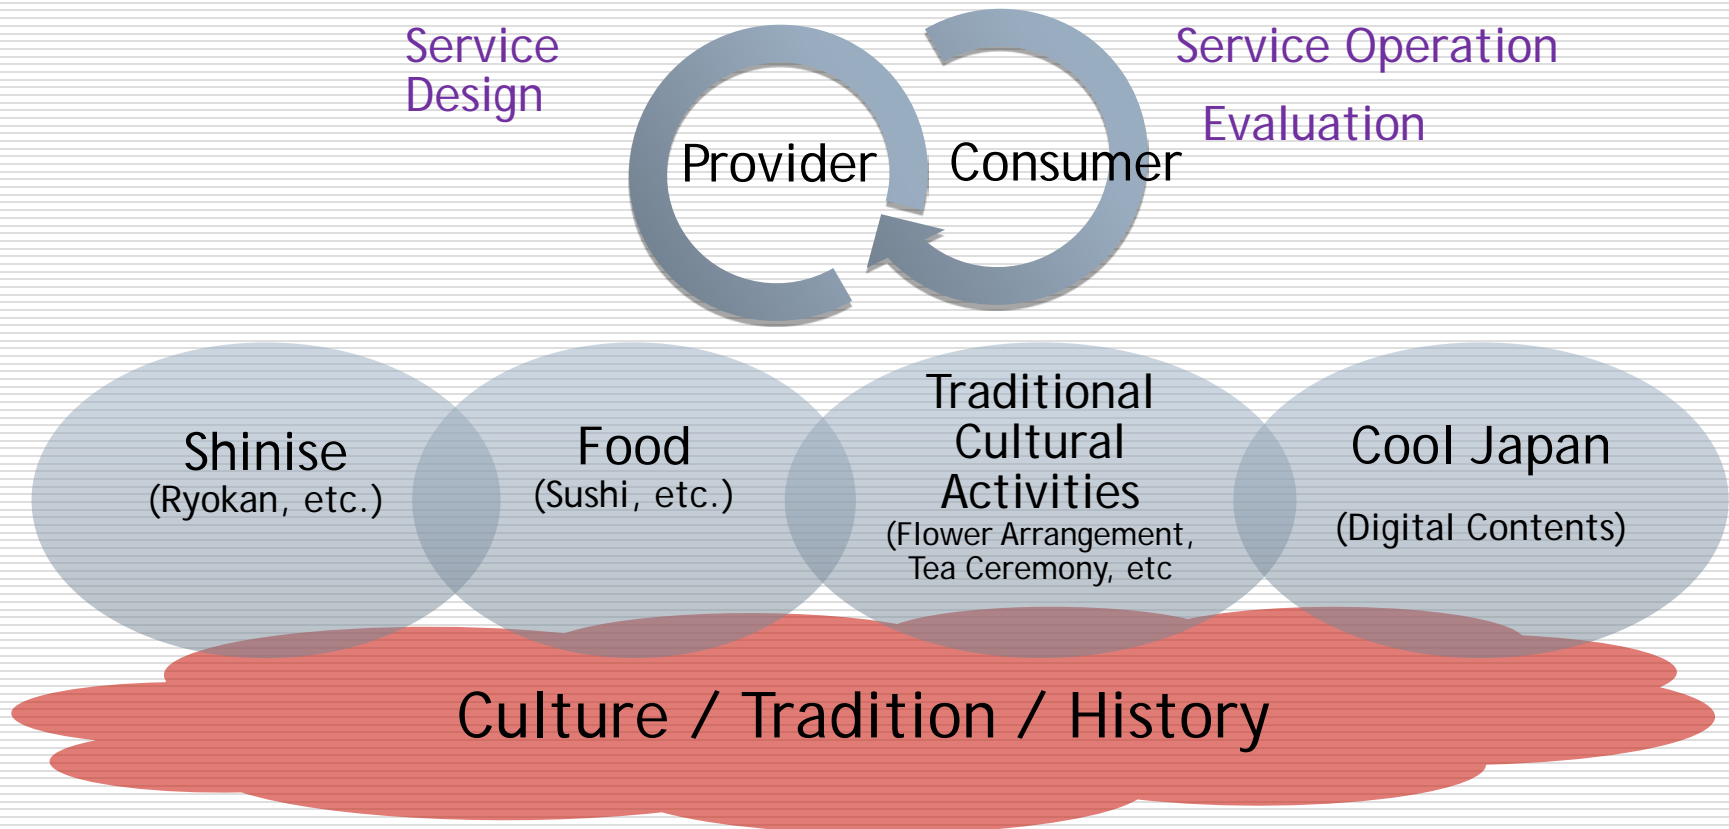 Service
Design
Service Operation
Evaluation
Provider
Consumer
Shinise
(Ryokan, etc.)
Food
(Sushi, etc.)
Traditional
Cultural
Activities
(Flower Arrangement,
Tea Ceremony, etc
Cool Japan
(Digital Contents)
Culture / Tradition / History